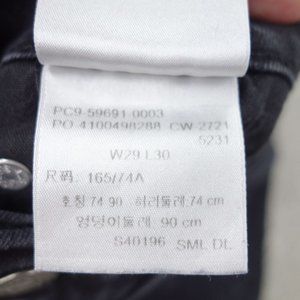 PC9-59691 0003
PO 4100498288 CW 2721
5231
W29 L30
尺码: 165/74A
호칭 74 90 허리둘레 74 cm
엉덩이둘레 90 cm
S40196 SML DL